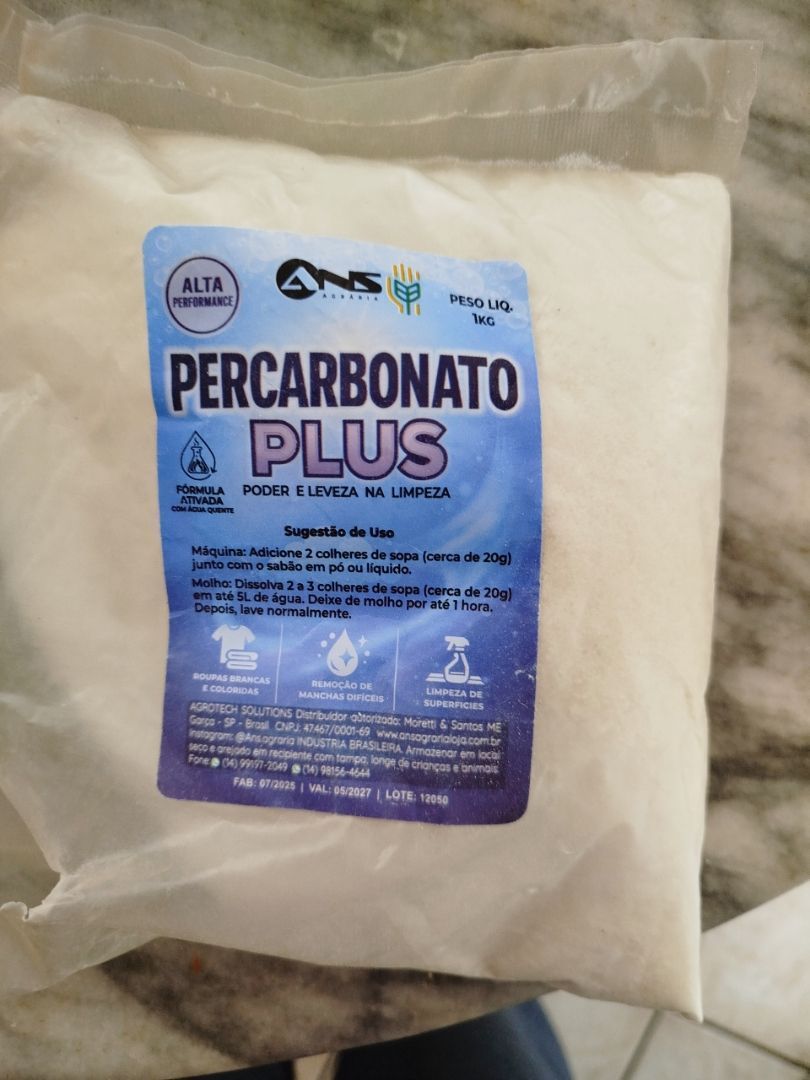 ALTA
PERFORMANCE
ANS
AGRÁRIA
PESO LIQ.
1KG
PERCARBONATO
PLUS
PODER E LEVEZA NA LIMPEZA
FÓRMULA
ATIVADA
COM ÁGUA QUENTE
Sugestão de Uso
Máquina: Adicione 2 colheres de sopa (cerca de 20g)
junto com o sabão em pó ou líquido.
Molho: Dissolva 2 a 3 colheres de sopa (cerca de 20g)
em até 5L de água. Deixe de molho por até 1 hora.
Depois, lave normalmente.
ROUPAS BRANCAS
E COLORIDAS
REMOÇÃO DE
MANCHAS DIFÍCEIS
LIMPEZA DE
SUPERFICIES
AGROTECH SOLUTIONS Distribuidor autorizado: Moretti & Santos ME
Garça - SP - Brasil CNPJ: 47.467/0001-69 www.ansagrarialoja.com.br
Instagram: @Ans.agraria INDUSTRIA BRASILEIRA. Armazenar em local
seco e arejado em recipiente com tampa, longe de crianças e animais.
Fone: (14) 99197-2049 (14) 98156-4644
FAB: 07/2025 | VAL: 05/2027 | LOTE: 12050